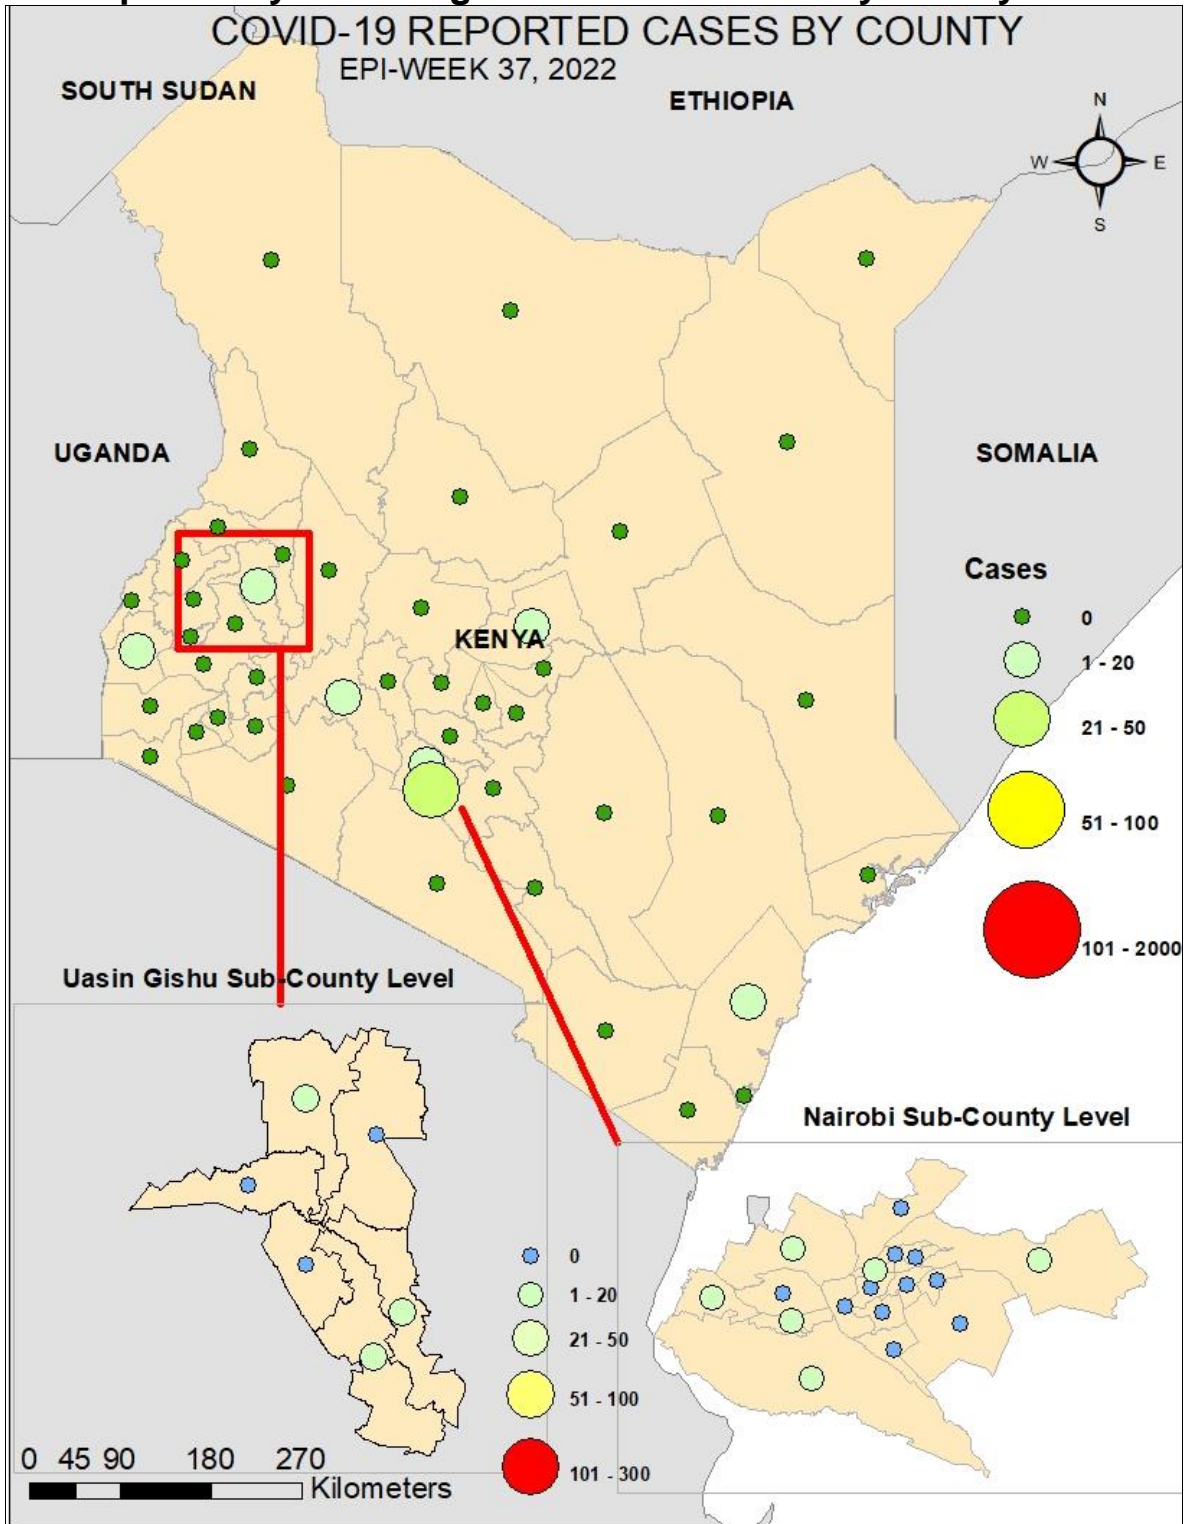 COVID-19 REPORTED CASES BY COUNTY
EPI-WEEK 37, 2022
SOUTH SUDAN
ETHIOPIA
N
W
E
S
UGANDA
SOMALIA
KENYA
Cases
0
1 - 20
21 - 50
51 - 100
101 - 2000
Uasin Gishu Sub-County Level
0
1 - 20
21 - 50
51 - 100
101 - 300
Nairobi Sub-County Level
0 45 90 180 270
Kilometers